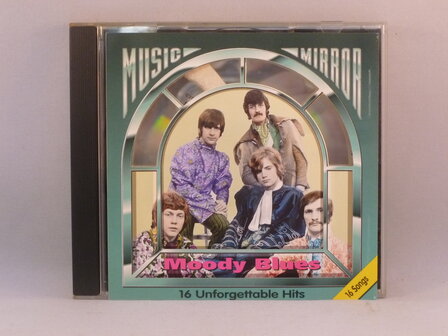 MUSIC MIRROR
Moody Blues
16 Songs
16 Unforgettable Hits